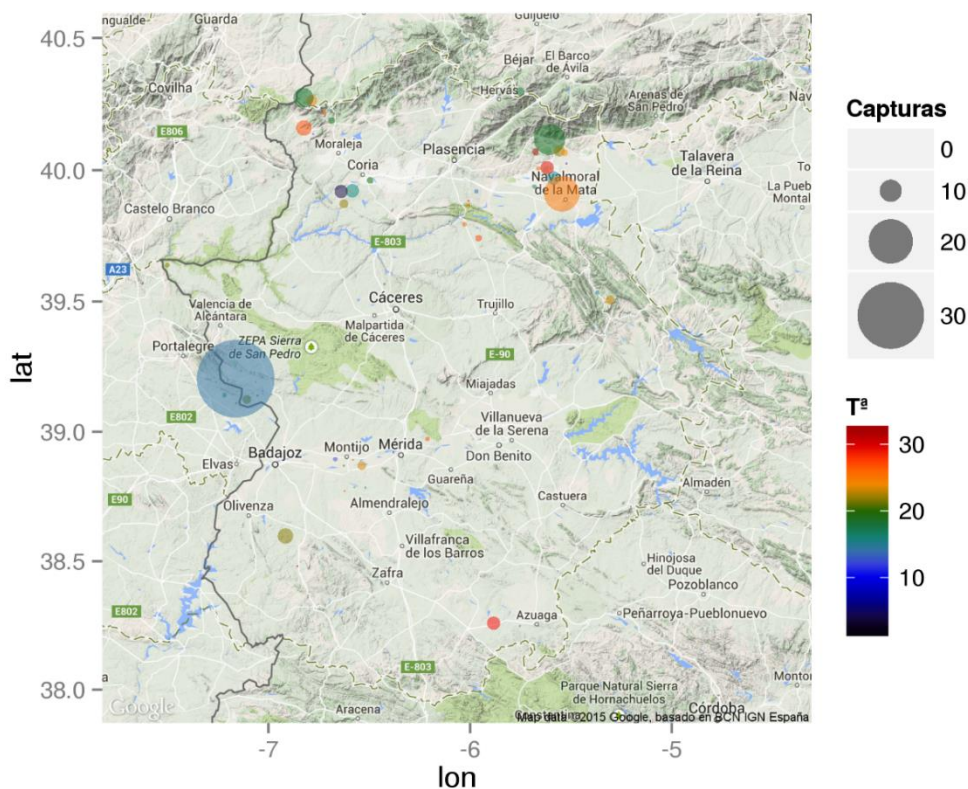 40.5
40.0
39.5
39.0
38.5
38.0
lat
-7
-6
-5
lon
Guarda
Guijuelo
Béjar
El Barco
de Ávila
Covilha
Hervás
Arenas de
San Pedro
E806
Moraleja
Plasencia
Coria
Talavera
de la Reina
Navalmoral
de la Mata
La Pueb
Montal
Castelo Branco
E-803
A23
Valencia de
Alcántara
Cáceres
Trujillo
Malpartida
de Cáceres
Portalegre
ZEPA Sierra
de San Pedro
E-90
Miajadas
E802
Villanueva
de la Serena
Badajoz
Montijo
Mérida
Don Benito
Elvas
Guareña
E90
Almadén
Olivenza
Almendralejo
Castuera
Villafranca
de los Barros
Hinojosa
del Duque
Zafra
Pozoblanco
E802
Azuaga
Peñarroya-Pueblonuevo
E-803
Parque Natural Sierra
de Hornachuelos
Monto
Aracena
Córdoba
Google
Map data ©2015 Google, basado en BCN IGN España
Capturas
0
10
20
30
Tª
30
20
10